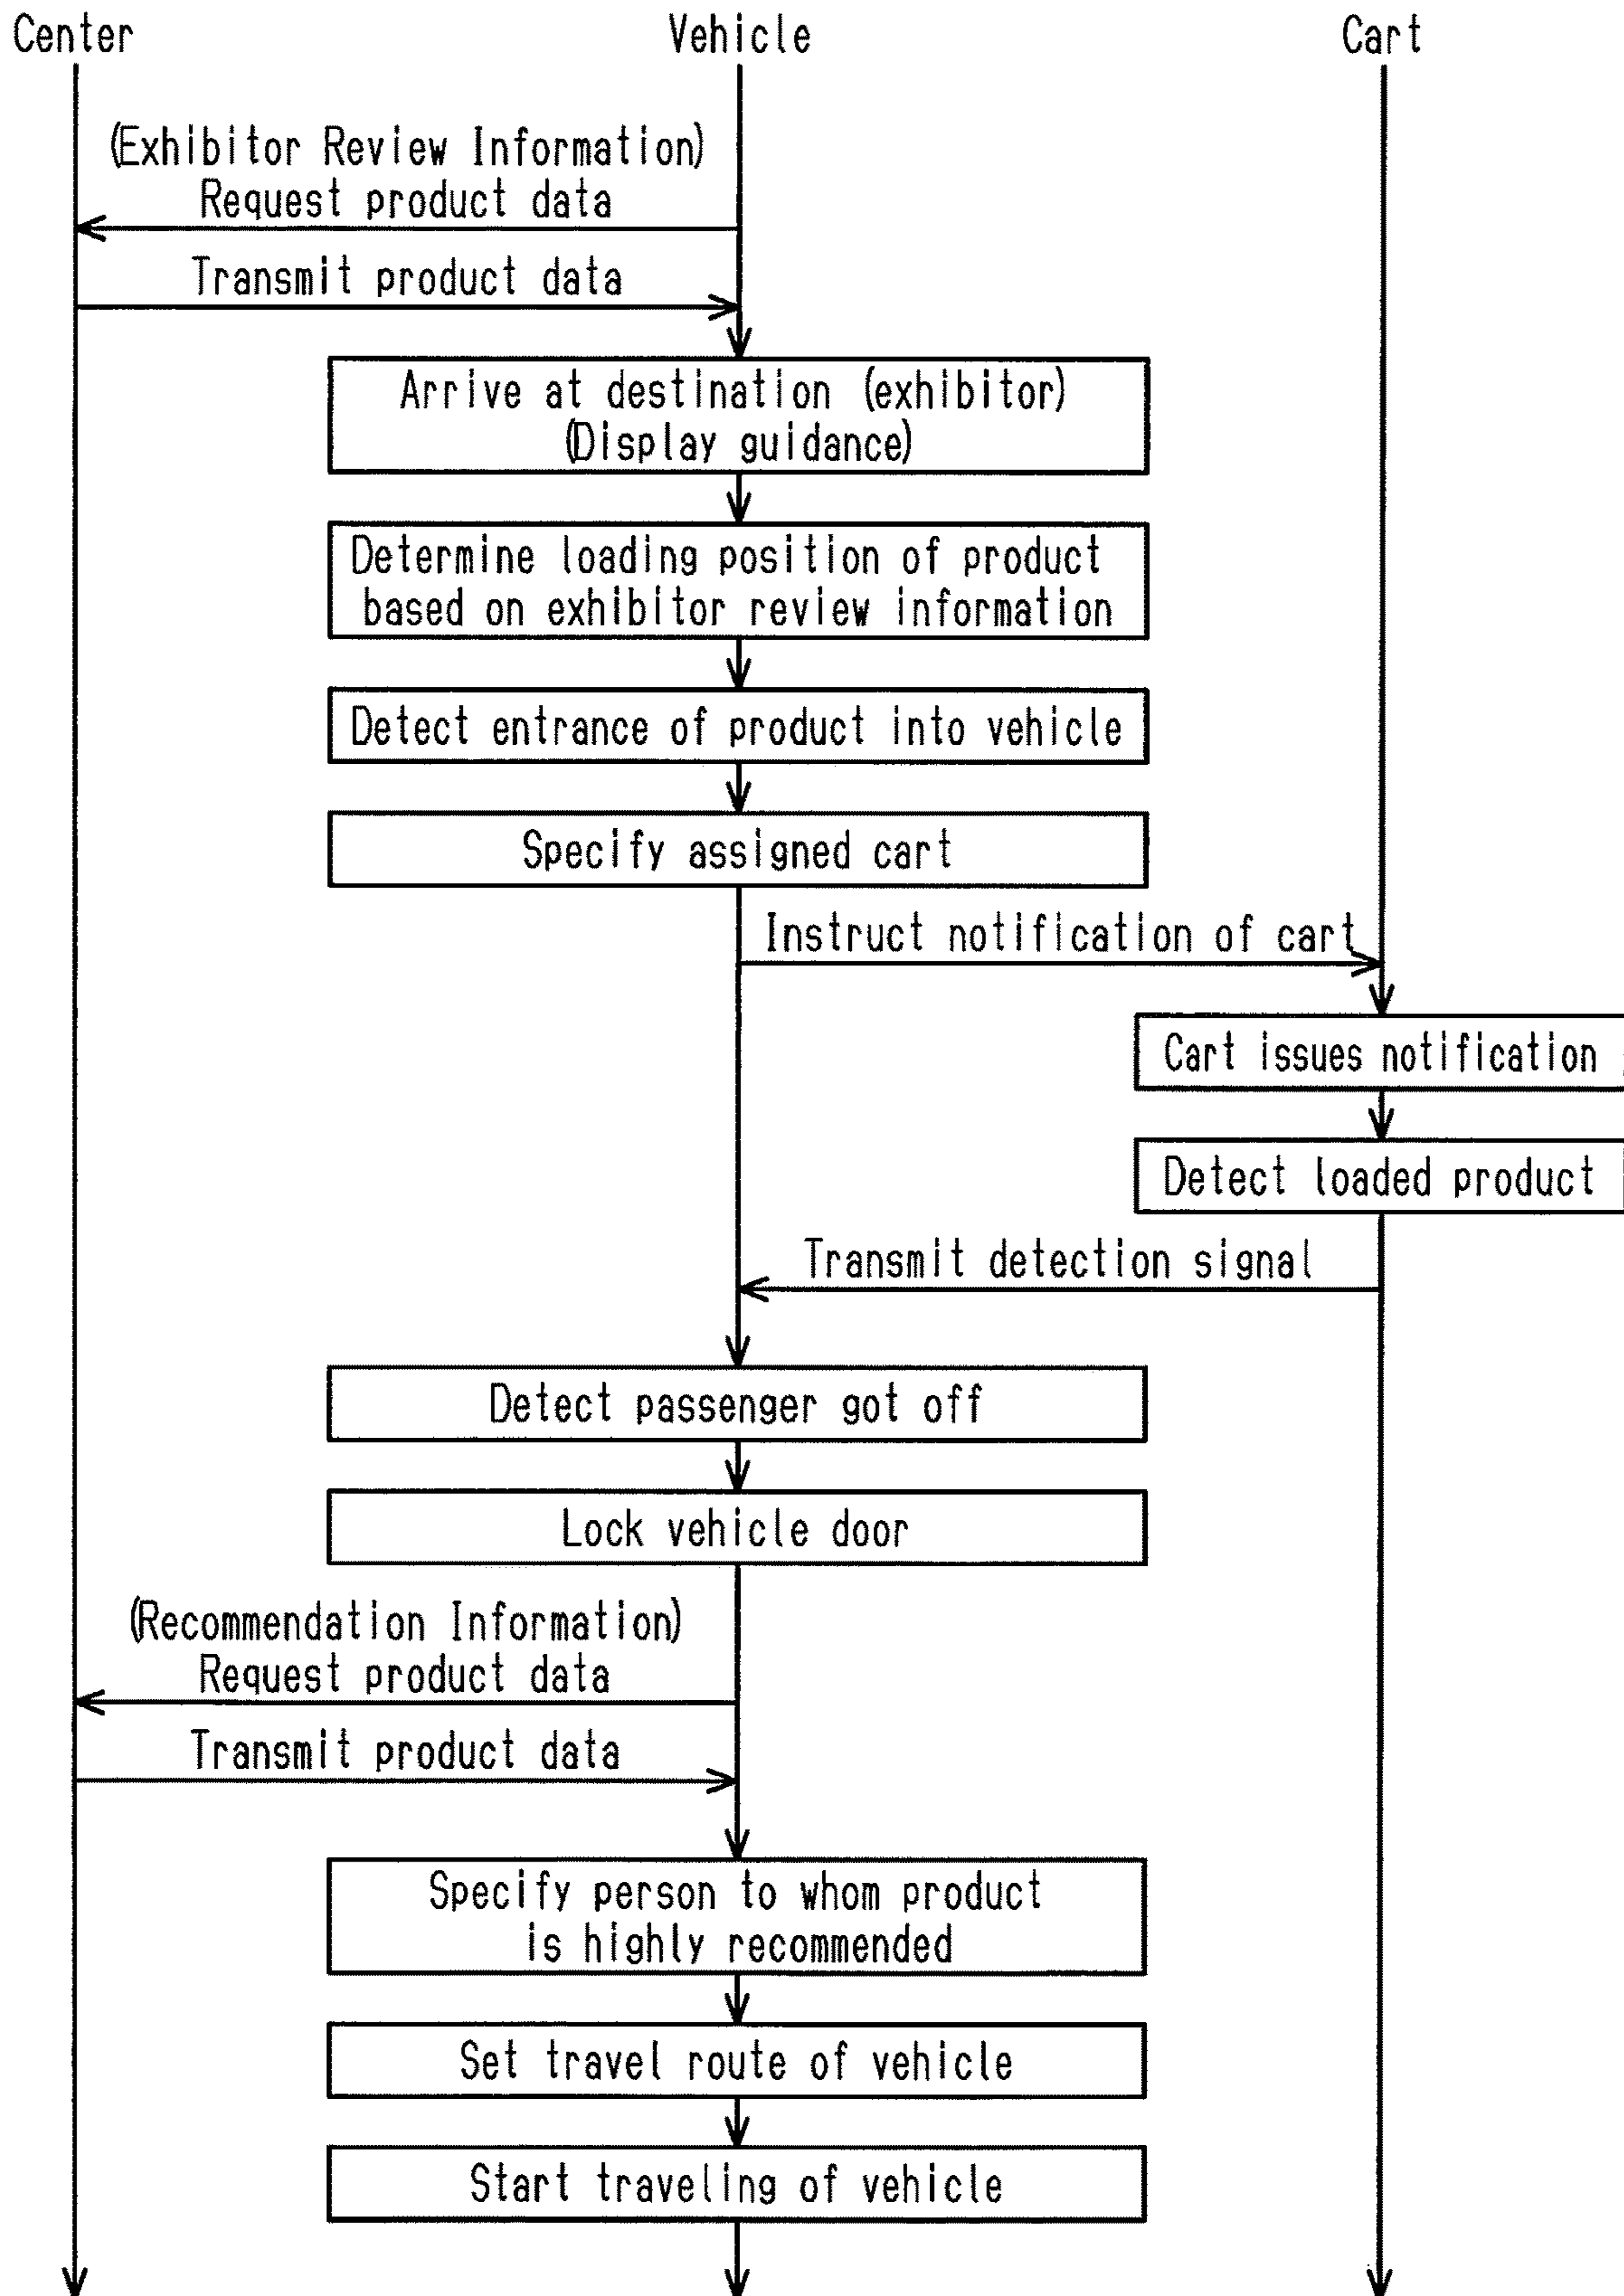 Center
Vehicle
Cart
(Exhibitor Review Information)
Request product data
Transmit product data
Arrive at destination (exhibitor)
(Display guidance)
Determine loading position of product
based on exhibitor review information
Detect entrance of product into vehicle
Specify assigned cart
Instruct notification of cart
Cart issues notification
Detect loaded product
Transmit detection signal
Detect passenger got off
Lock vehicle door
(Recommendation Information)
Request product data
Transmit product data
Specify person to whom product
is highly recommended
Set travel route of vehicle
Start traveling of vehicle